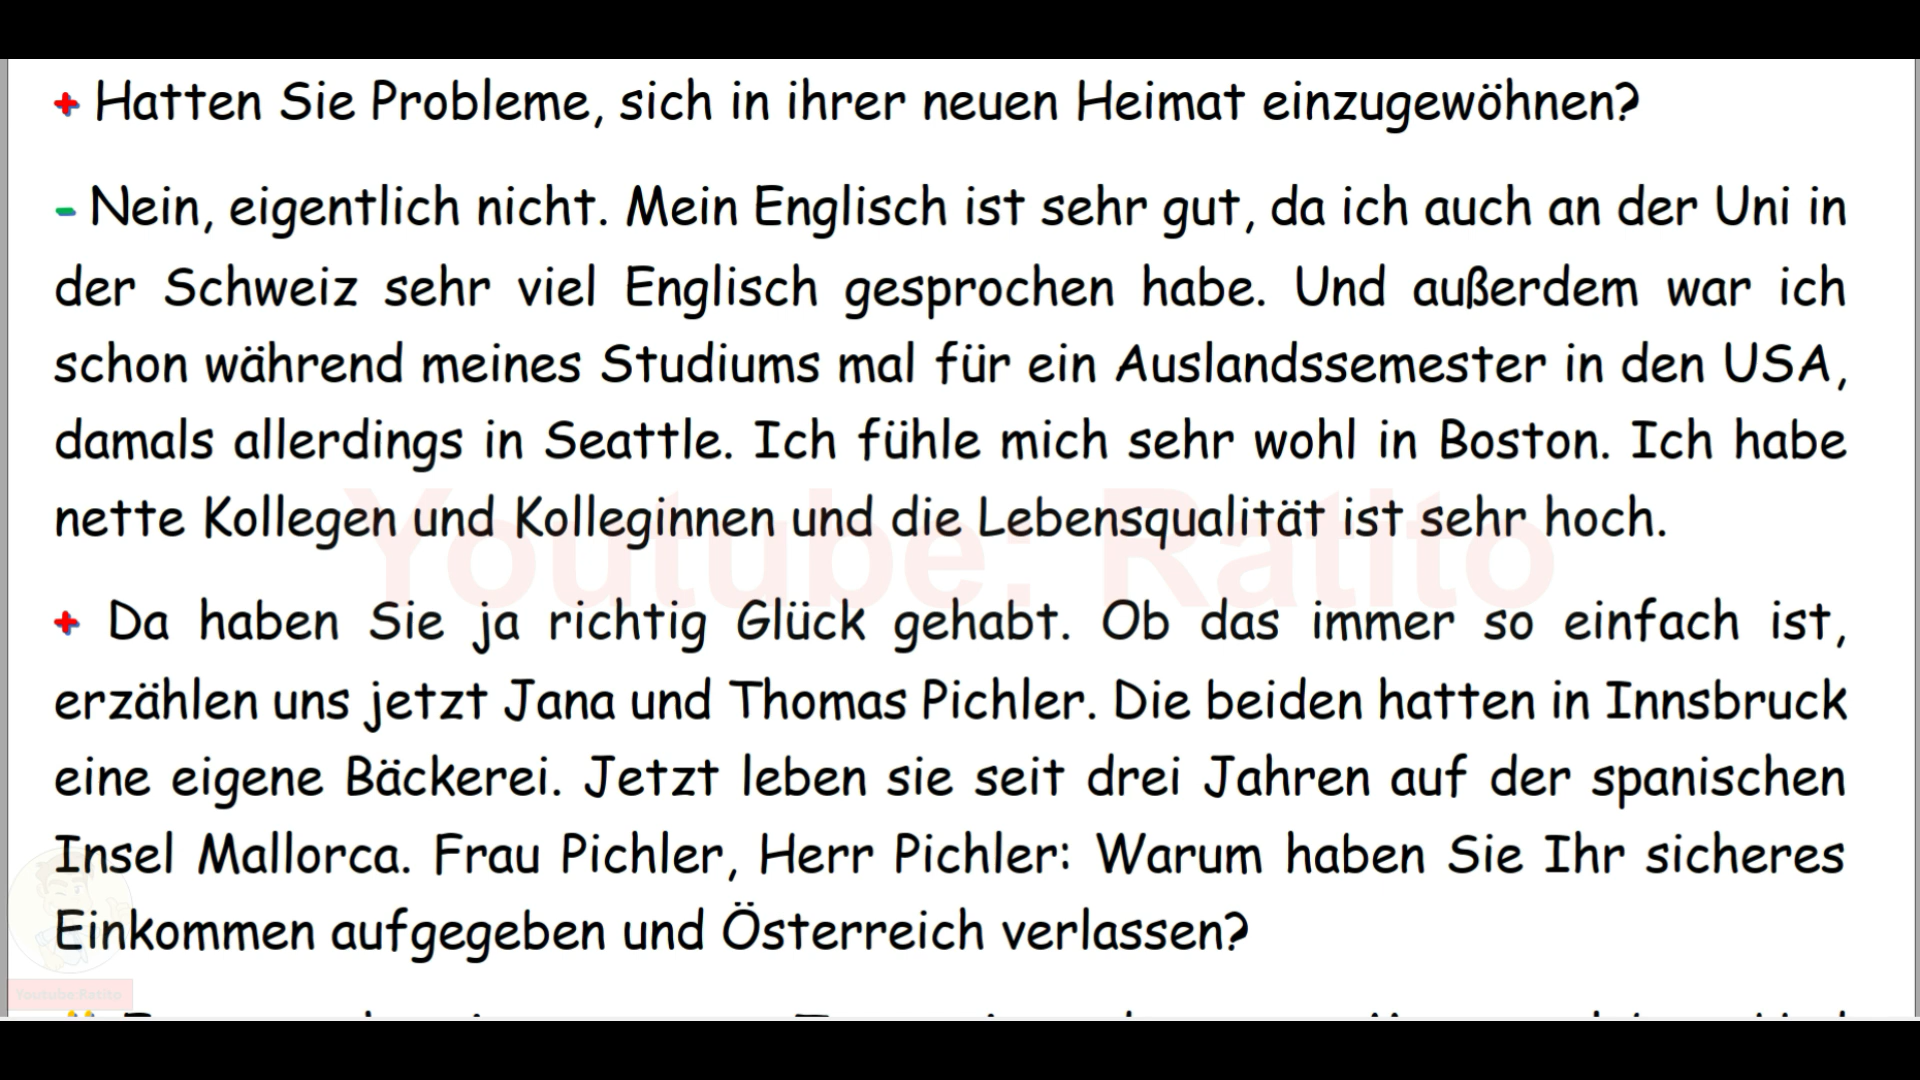 + Hatten Sie Probleme, sich in ihrer neuen Heimat einzugewöhnen?
- Nein, eigentlich nicht. Mein Englisch ist sehr gut, da ich auch an der Uni in
der Schweiz sehr viel Englisch gesprochen habe. Und außerdem war ich
schon während meines Studiums mal für ein Auslandssemester in den USA,
damals allerdings in Seattle. Ich fühle mich sehr wohl in Boston. Ich habe
nette Kollegen und Kolleginnen und die Lebensqualität ist sehr hoch.
Youtube: Ratito
+ Da haben Sie ja richtig Glück gehabt. Ob das immer so einfach ist,
erzählen uns jetzt Jana und Thomas Pichler. Die beiden hatten in Innsbruck
eine eigene Bäckerei. Jetzt leben sie seit drei Jahren auf der spanischen
Insel Mallorca. Frau Pichler, Herr Pichler: Warum haben Sie Ihr sicheres
Einkommen aufgegeben und Österreich verlassen?
Youtube:Ratito